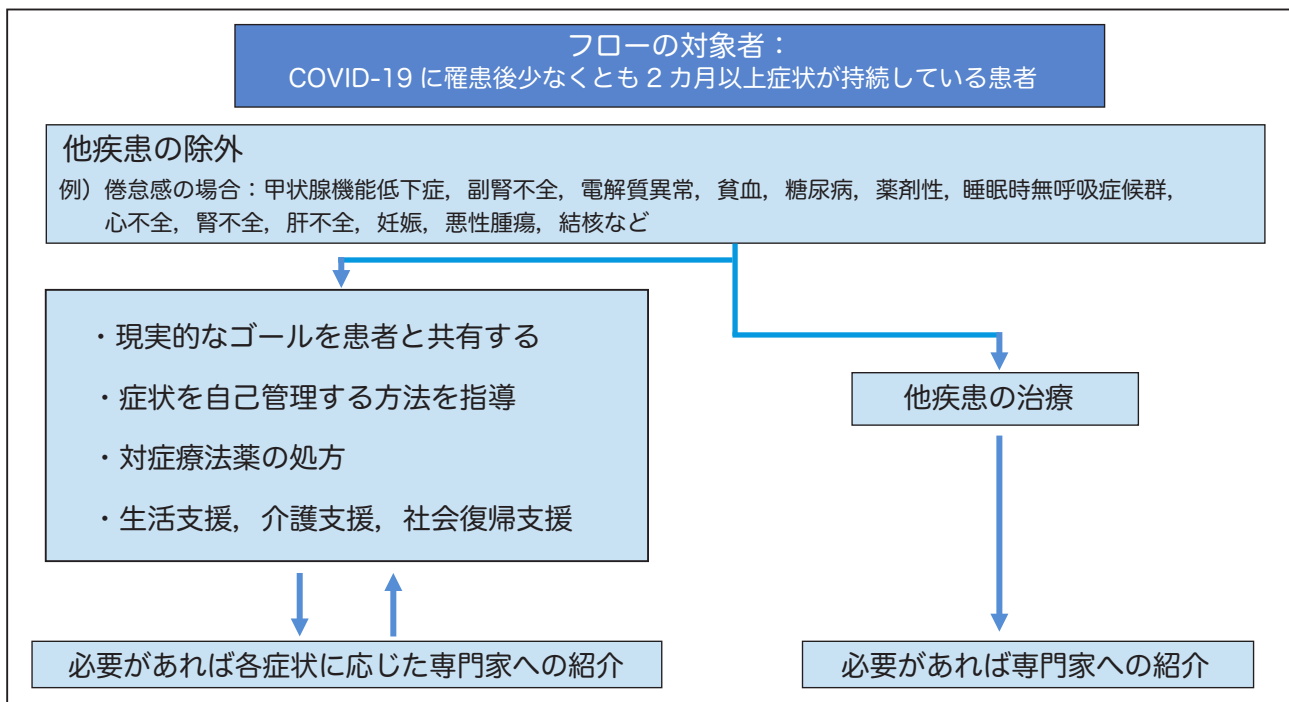 フローの対象者：
COVID-19 に罹患後少なくとも 2 カ月以上症状が持続している患者
他疾患の除外
例）倦怠感の場合：甲状腺機能低下症，副腎不全，電解質異常，貧血，糖尿病，薬剤性，睡眠時無呼吸症候群，
心不全，腎不全，肝不全，妊娠，悪性腫瘍，結核など
・現実的なゴールを患者と共有する
・症状を自己管理する方法を指導
・対症療法薬の処方
・生活支援，介護支援，社会復帰支援
他疾患の治療
必要があれば各症状に応じた専門家への紹介
必要があれば専門家への紹介